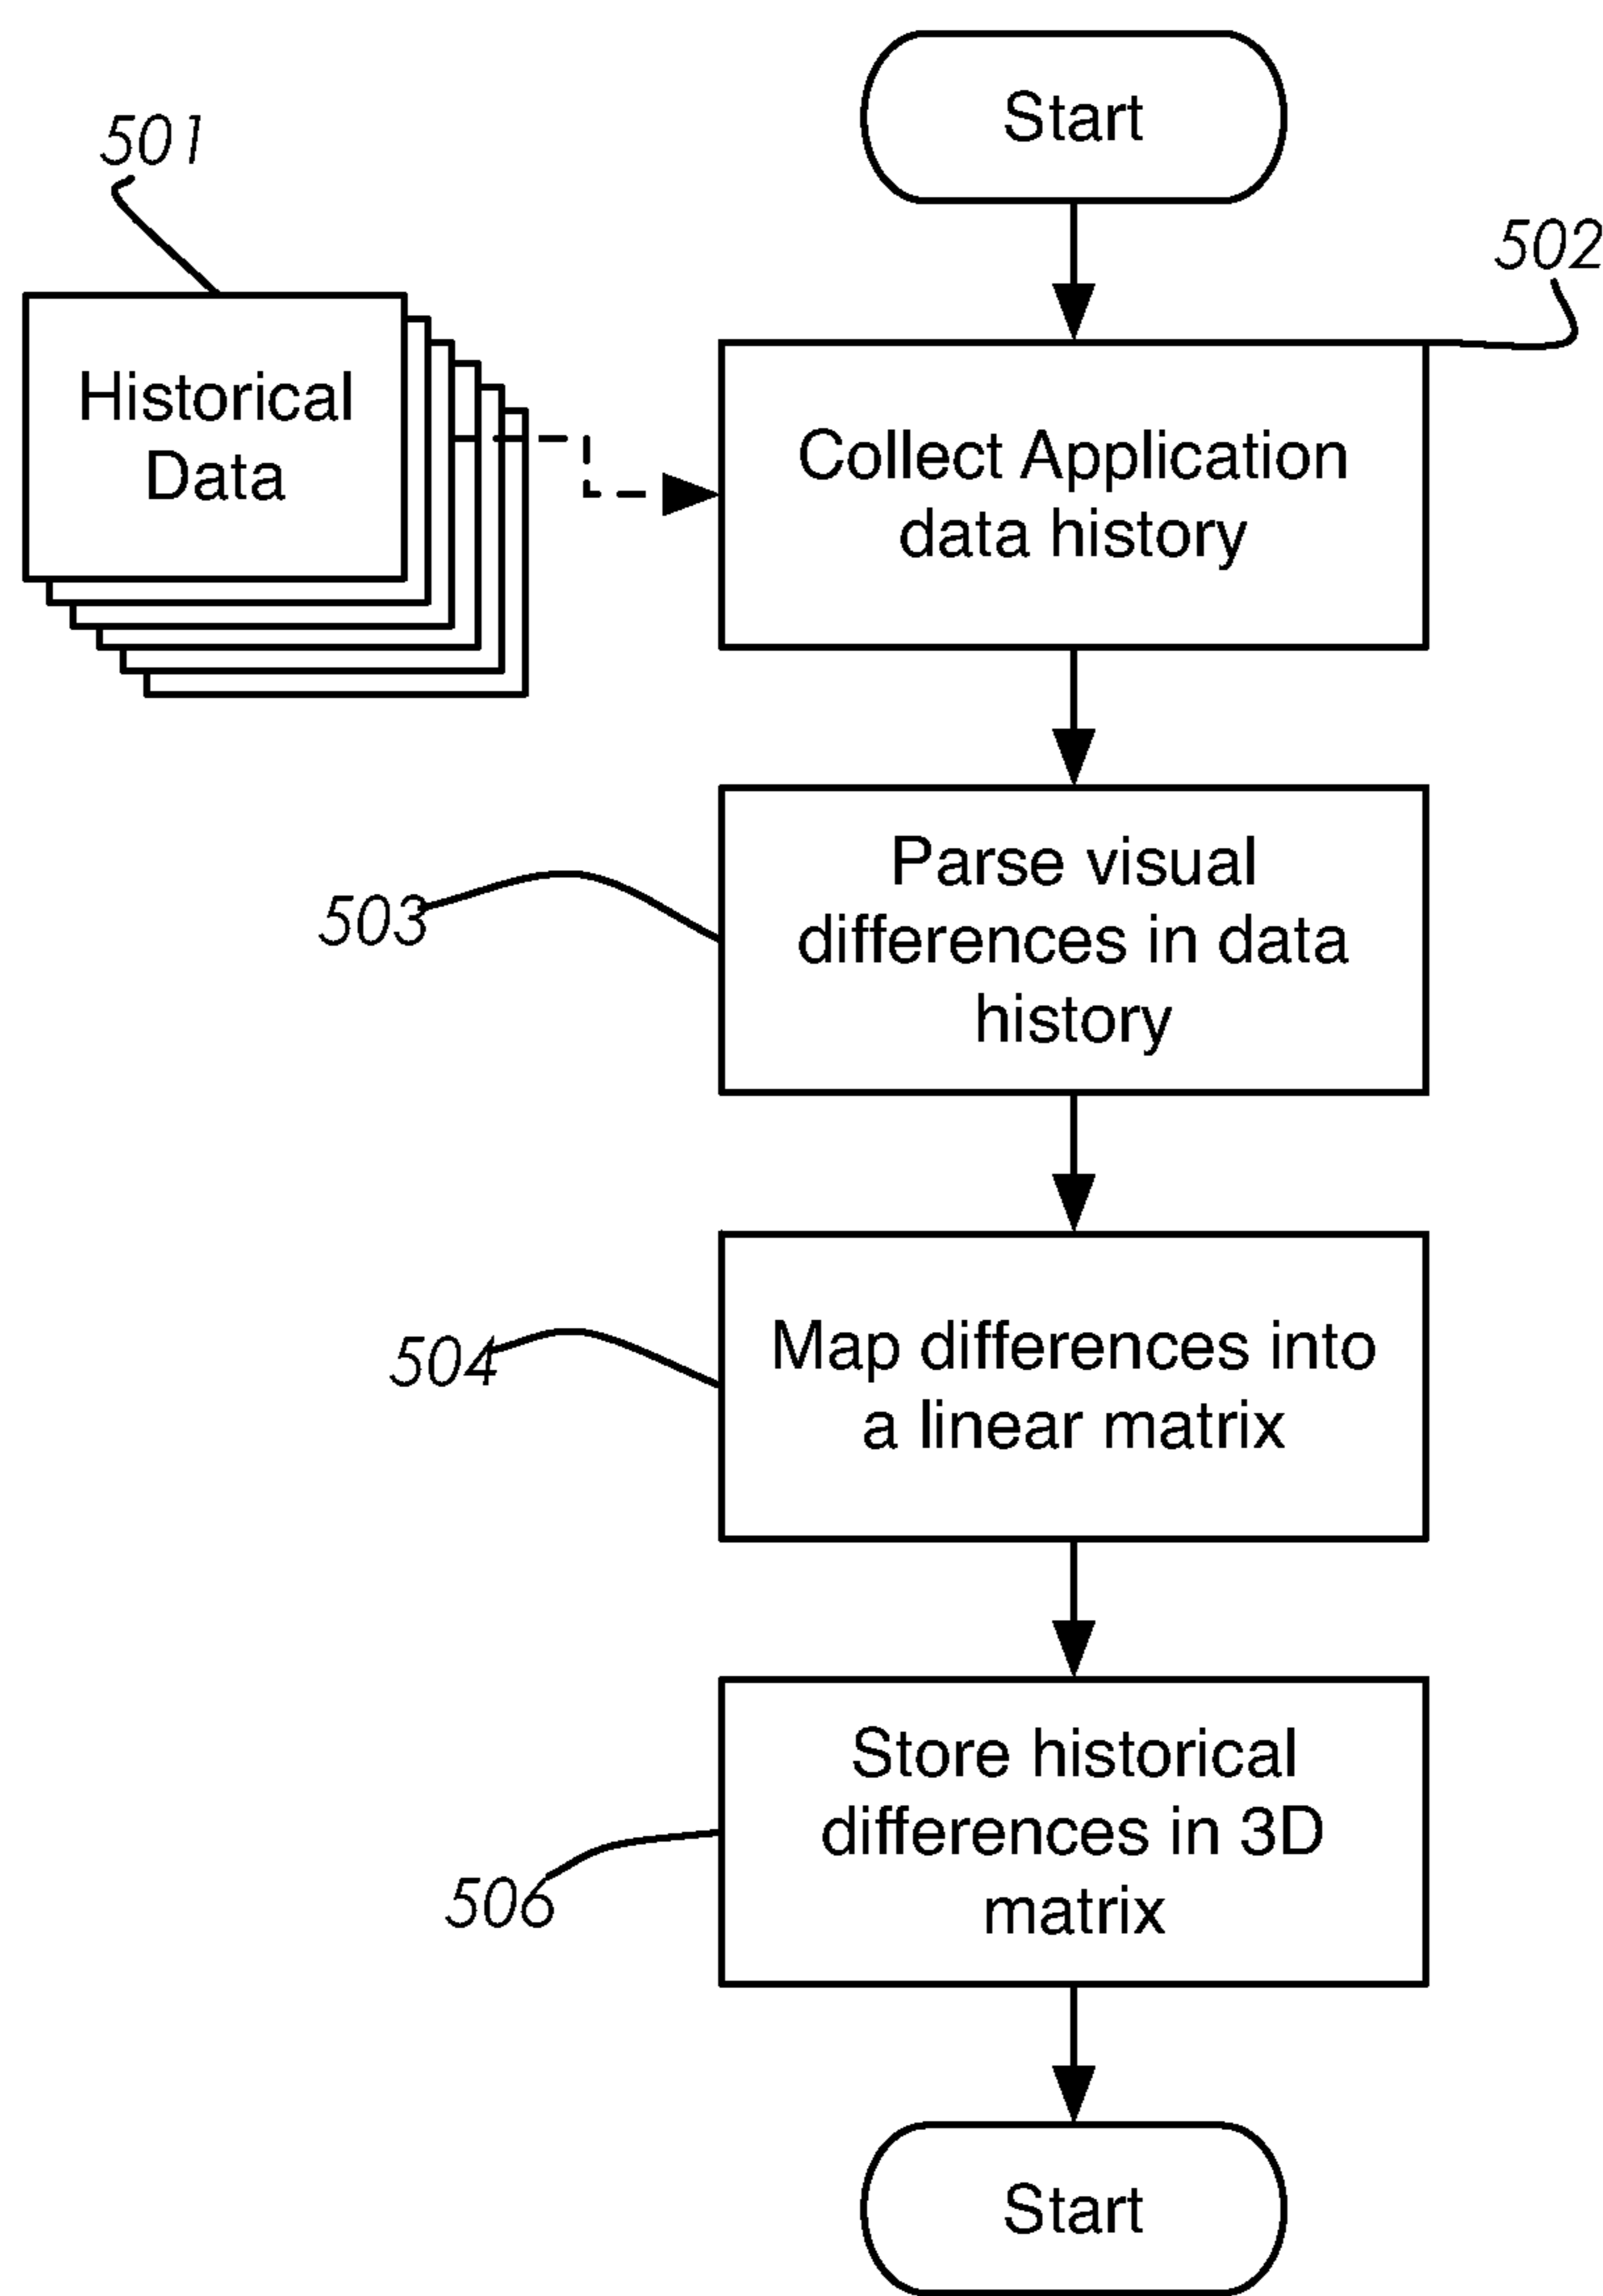 Start
501
502
Historical
Data
Collect Application
data history
Parse visual
differences in data
history
503
Map differences into
a linear matrix
504
Store historical
differences in 3D
matrix
506
Start